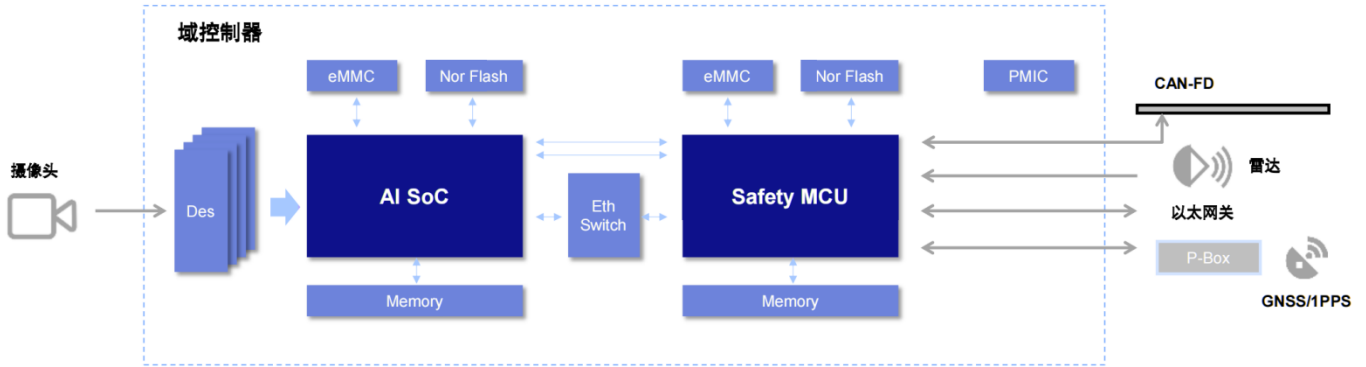 域控制器
eMMC
Nor Flash
eMMC
Nor Flash
PMIC
CAN-FD
摄像头
Des
AI SoC
Eth
Switch
Safety MCU
雷达
以太网关
P-Box
Memory
Memory
GNSS/1PPS